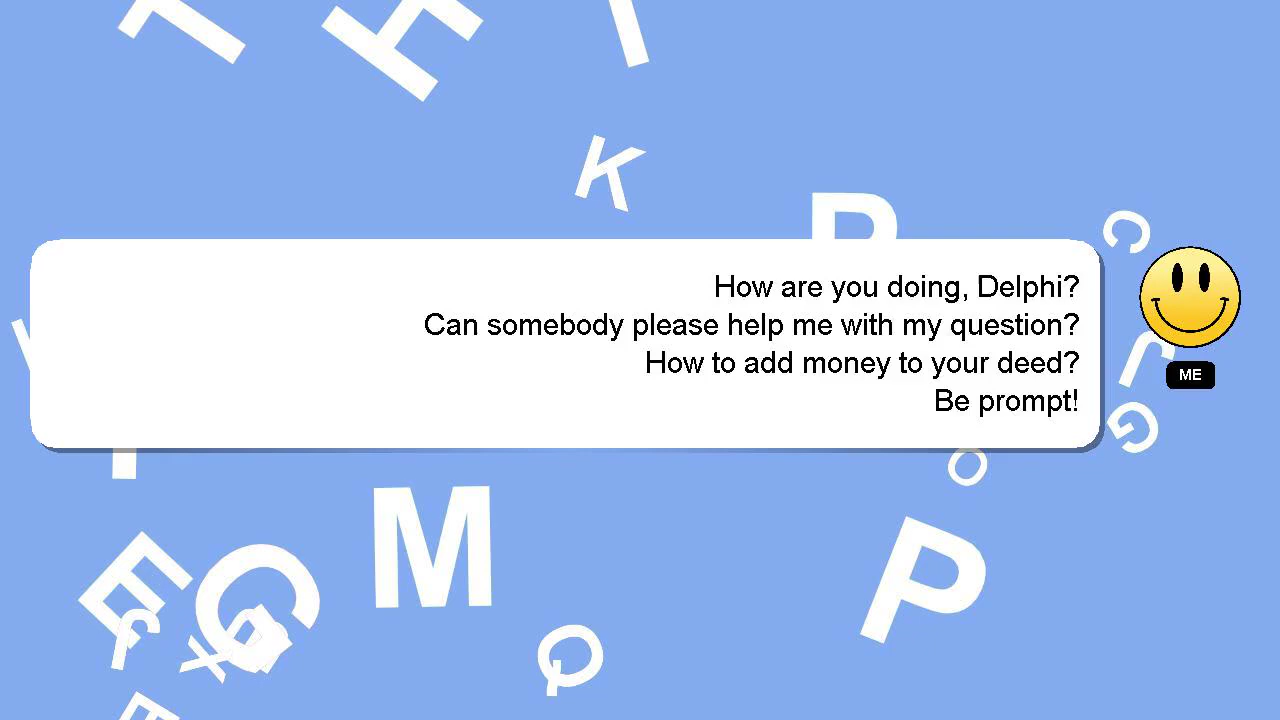 How are you doing, Delphi?
Can somebody please help me with my question?
How to add money to your deed?
Be prompt!
ME